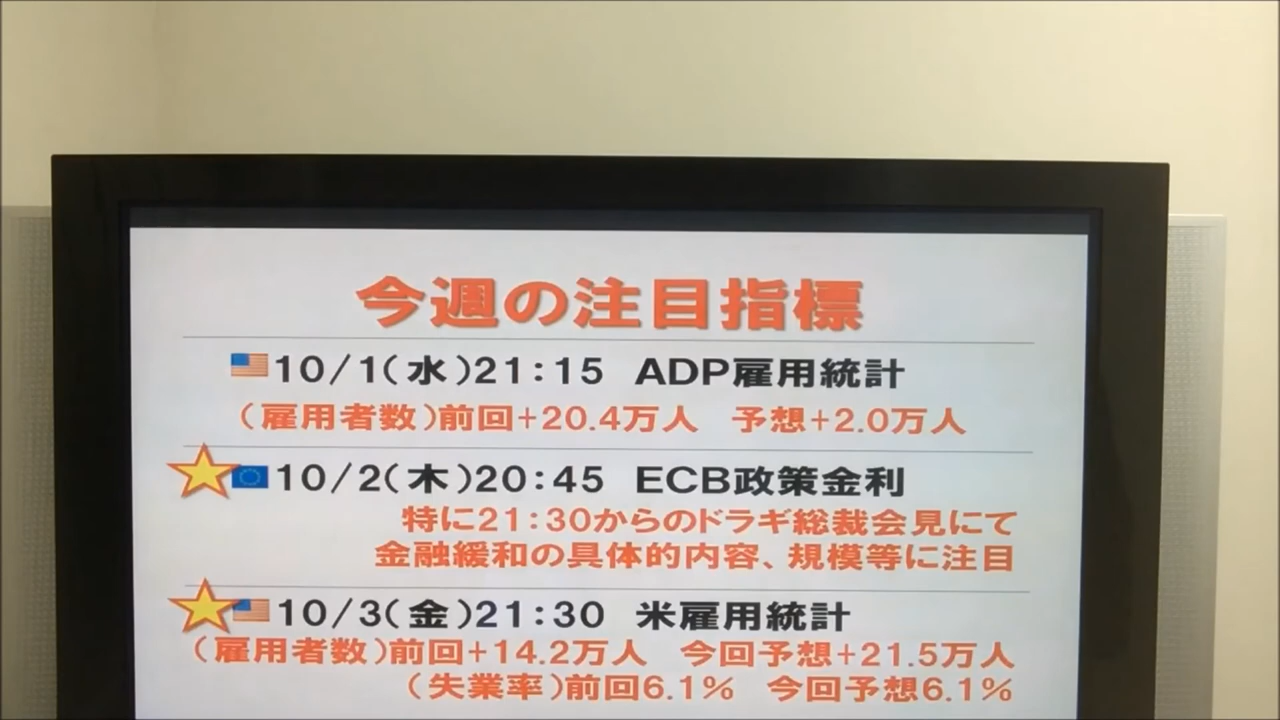 今週の注目指標
10/1(水)21:15 ADP雇用統計
(雇用者数)前回+20.4万人 予想+2.0万人
10/2(木)20:45 ECB政策金利
特に21:30からのドラギ総裁会見にて
金融緩和の具体的内容、規模等に注目
10/3(金)21:30 米雇用統計
(雇用者数)前回+14.2万人 今回予想+21.5万人
(失業率)前回6.1% 今回予想6.1%